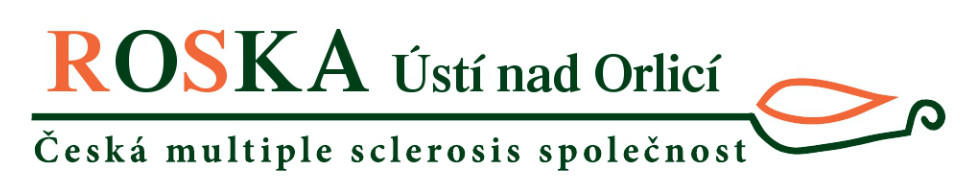 ROSKA Ústí nad Orlicí
Česká multiple sclerosis společnost